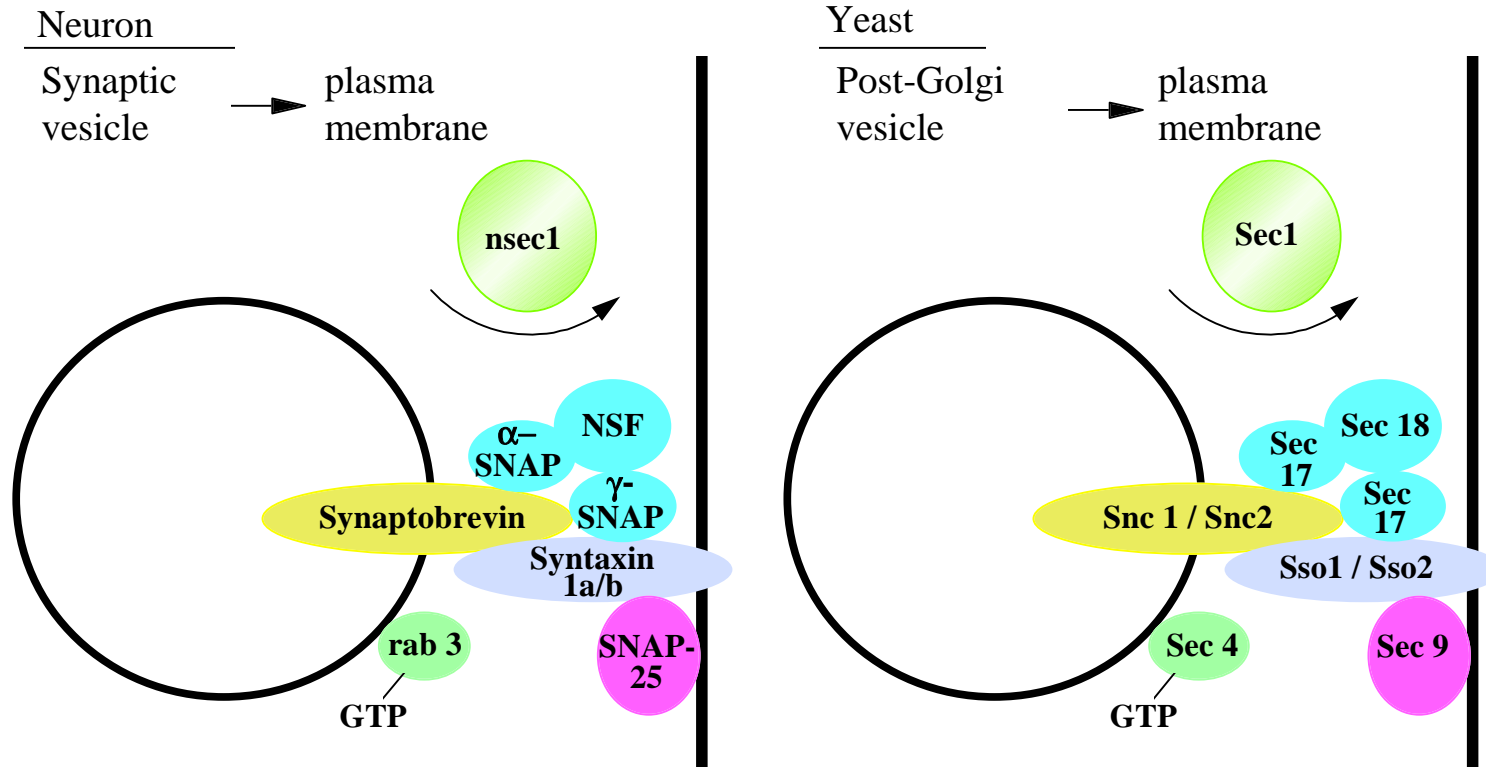 Neuron
Synaptic
vesicle
plasma
membrane
nsec1
α–
SNAP
NSF
γ-
SNAP
Synaptobrevin
Syntaxin
1a/b
rab 3
GTP
SNAP-
25
Yeast
Post-Golgi
vesicle
plasma
membrane
Sec1
Sec
17
Sec 18
Sec
17
Snc 1 / Snc2
Sso1 / Sso2
Sec 4
GTP
Sec 9